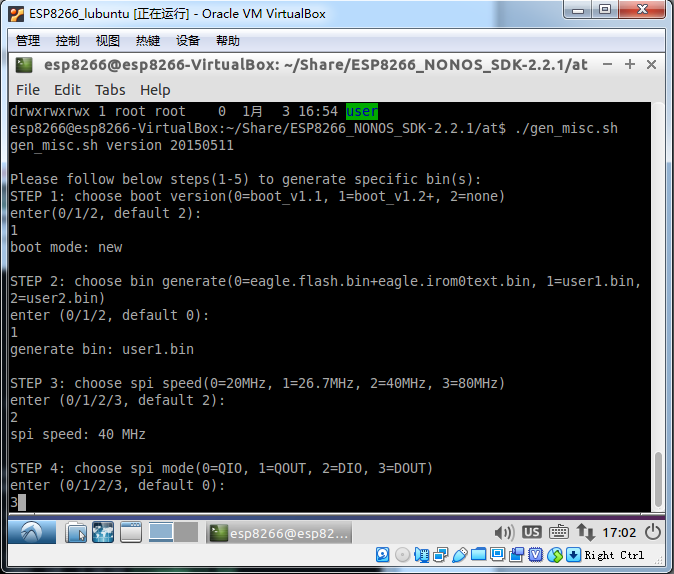 ESP8266_lubuntu [正在运行] - Oracle VM VirtualBox
管理 控制 视图 热键 设备 帮助
esp8266@esp8266-VirtualBox: ~/Share/ESP8266_NONOS_SDK-2.2.1/at
File Edit Tabs Help
drwxrwxrwx 1 root root 0 1月 3 16:54 user
esp8266@esp8266-VirtualBox:~/Share/ESP8266_NONOS_SDK-2.2.1/at$ ./gen_misc.sh
gen_misc.sh version 20150511
Please follow below steps(1-5) to generate specific bin(s):
STEP 1: choose boot version(0=boot_v1.1, 1=boot_v1.2+, 2=none)
enter(0/1/2, default 2):
1
boot mode: new
STEP 2: choose bin generate(0=eagle.flash.bin+eagle.irom0text.bin, 1=user1.bin,
2=user2.bin)
enter (0/1/2, default 0):
1
generate bin: user1.bin
STEP 3: choose spi speed(0=20MHz, 1=26.7MHz, 2=40MHz, 3=80MHz)
enter (0/1/2/3, default 2):
2
spi speed: 40 MHz
STEP 4: choose spi mode(0=QIO, 1=QOUT, 2=DIO, 3=DOUT)
enter (0/1/2/3, default 0):
3
esp8266@esp82... US 17:02
Right Ctrl